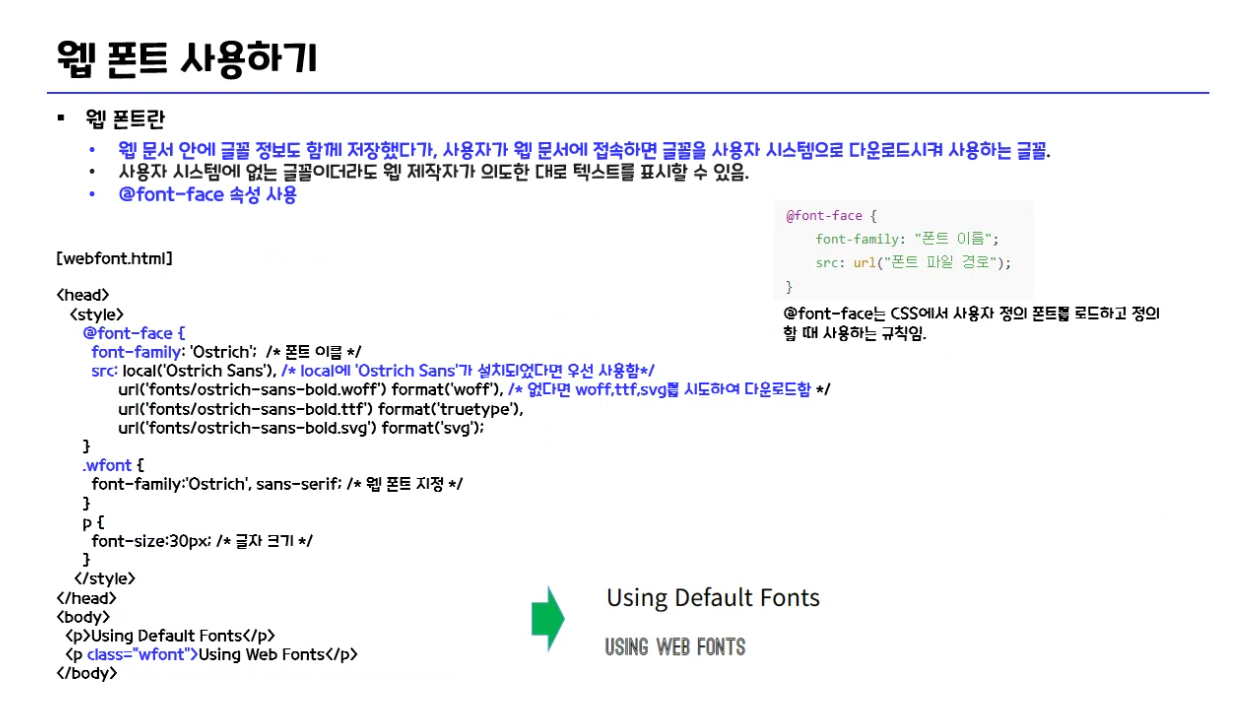 웹 폰트 사용하기
▪ 웹 폰트란
• 웹 문서 안에 글꼴 정보도 함께 저장했다가, 사용자가 웹 문서에 접속하면 글꼴을 사용자 시스템으로 다운로드시켜 사용하는 글꼴.
• 사용자 시스템에 없는 글꼴이더라도 웹 제작자가 의도한 대로 텍스트를 표시할 수 있음.
• @font-face 속성 사용
@font-face {
font-family: "폰트 이름";
src: url("폰트 파일 경로");
}
@font-face는 CSS에서 사용자 정의 폰트를 로드하고 정의
할 때 사용하는 규칙임.
[webfont.html]
<head>
<style>
@font-face {
font-family: 'Ostrich'; /* 폰트 이름 */
src: local('Ostrich Sans'), /* local에 'Ostrich Sans'가 설치되었다면 우선 사용함*/
url('fonts/ostrich-sans-bold.woff') format('woff'), /* 없다면 woff,ttf,svg를 시도하여 다운로드함 */
url('fonts/ostrich-sans-bold.ttf') format('truetype'),
url('fonts/ostrich-sans-bold.svg') format('svg');
}
.wfont {
font-family:'Ostrich', sans-serif; /* 웹 폰트 지정 */
}
p {
font-size:30px; /* 글자 크기 */
}
</style>
</head>
<body>
<p>Using Default Fonts</p>
<p class="wfont">Using Web Fonts</p>
</body>
Using Default Fonts
USING WEB FONTS